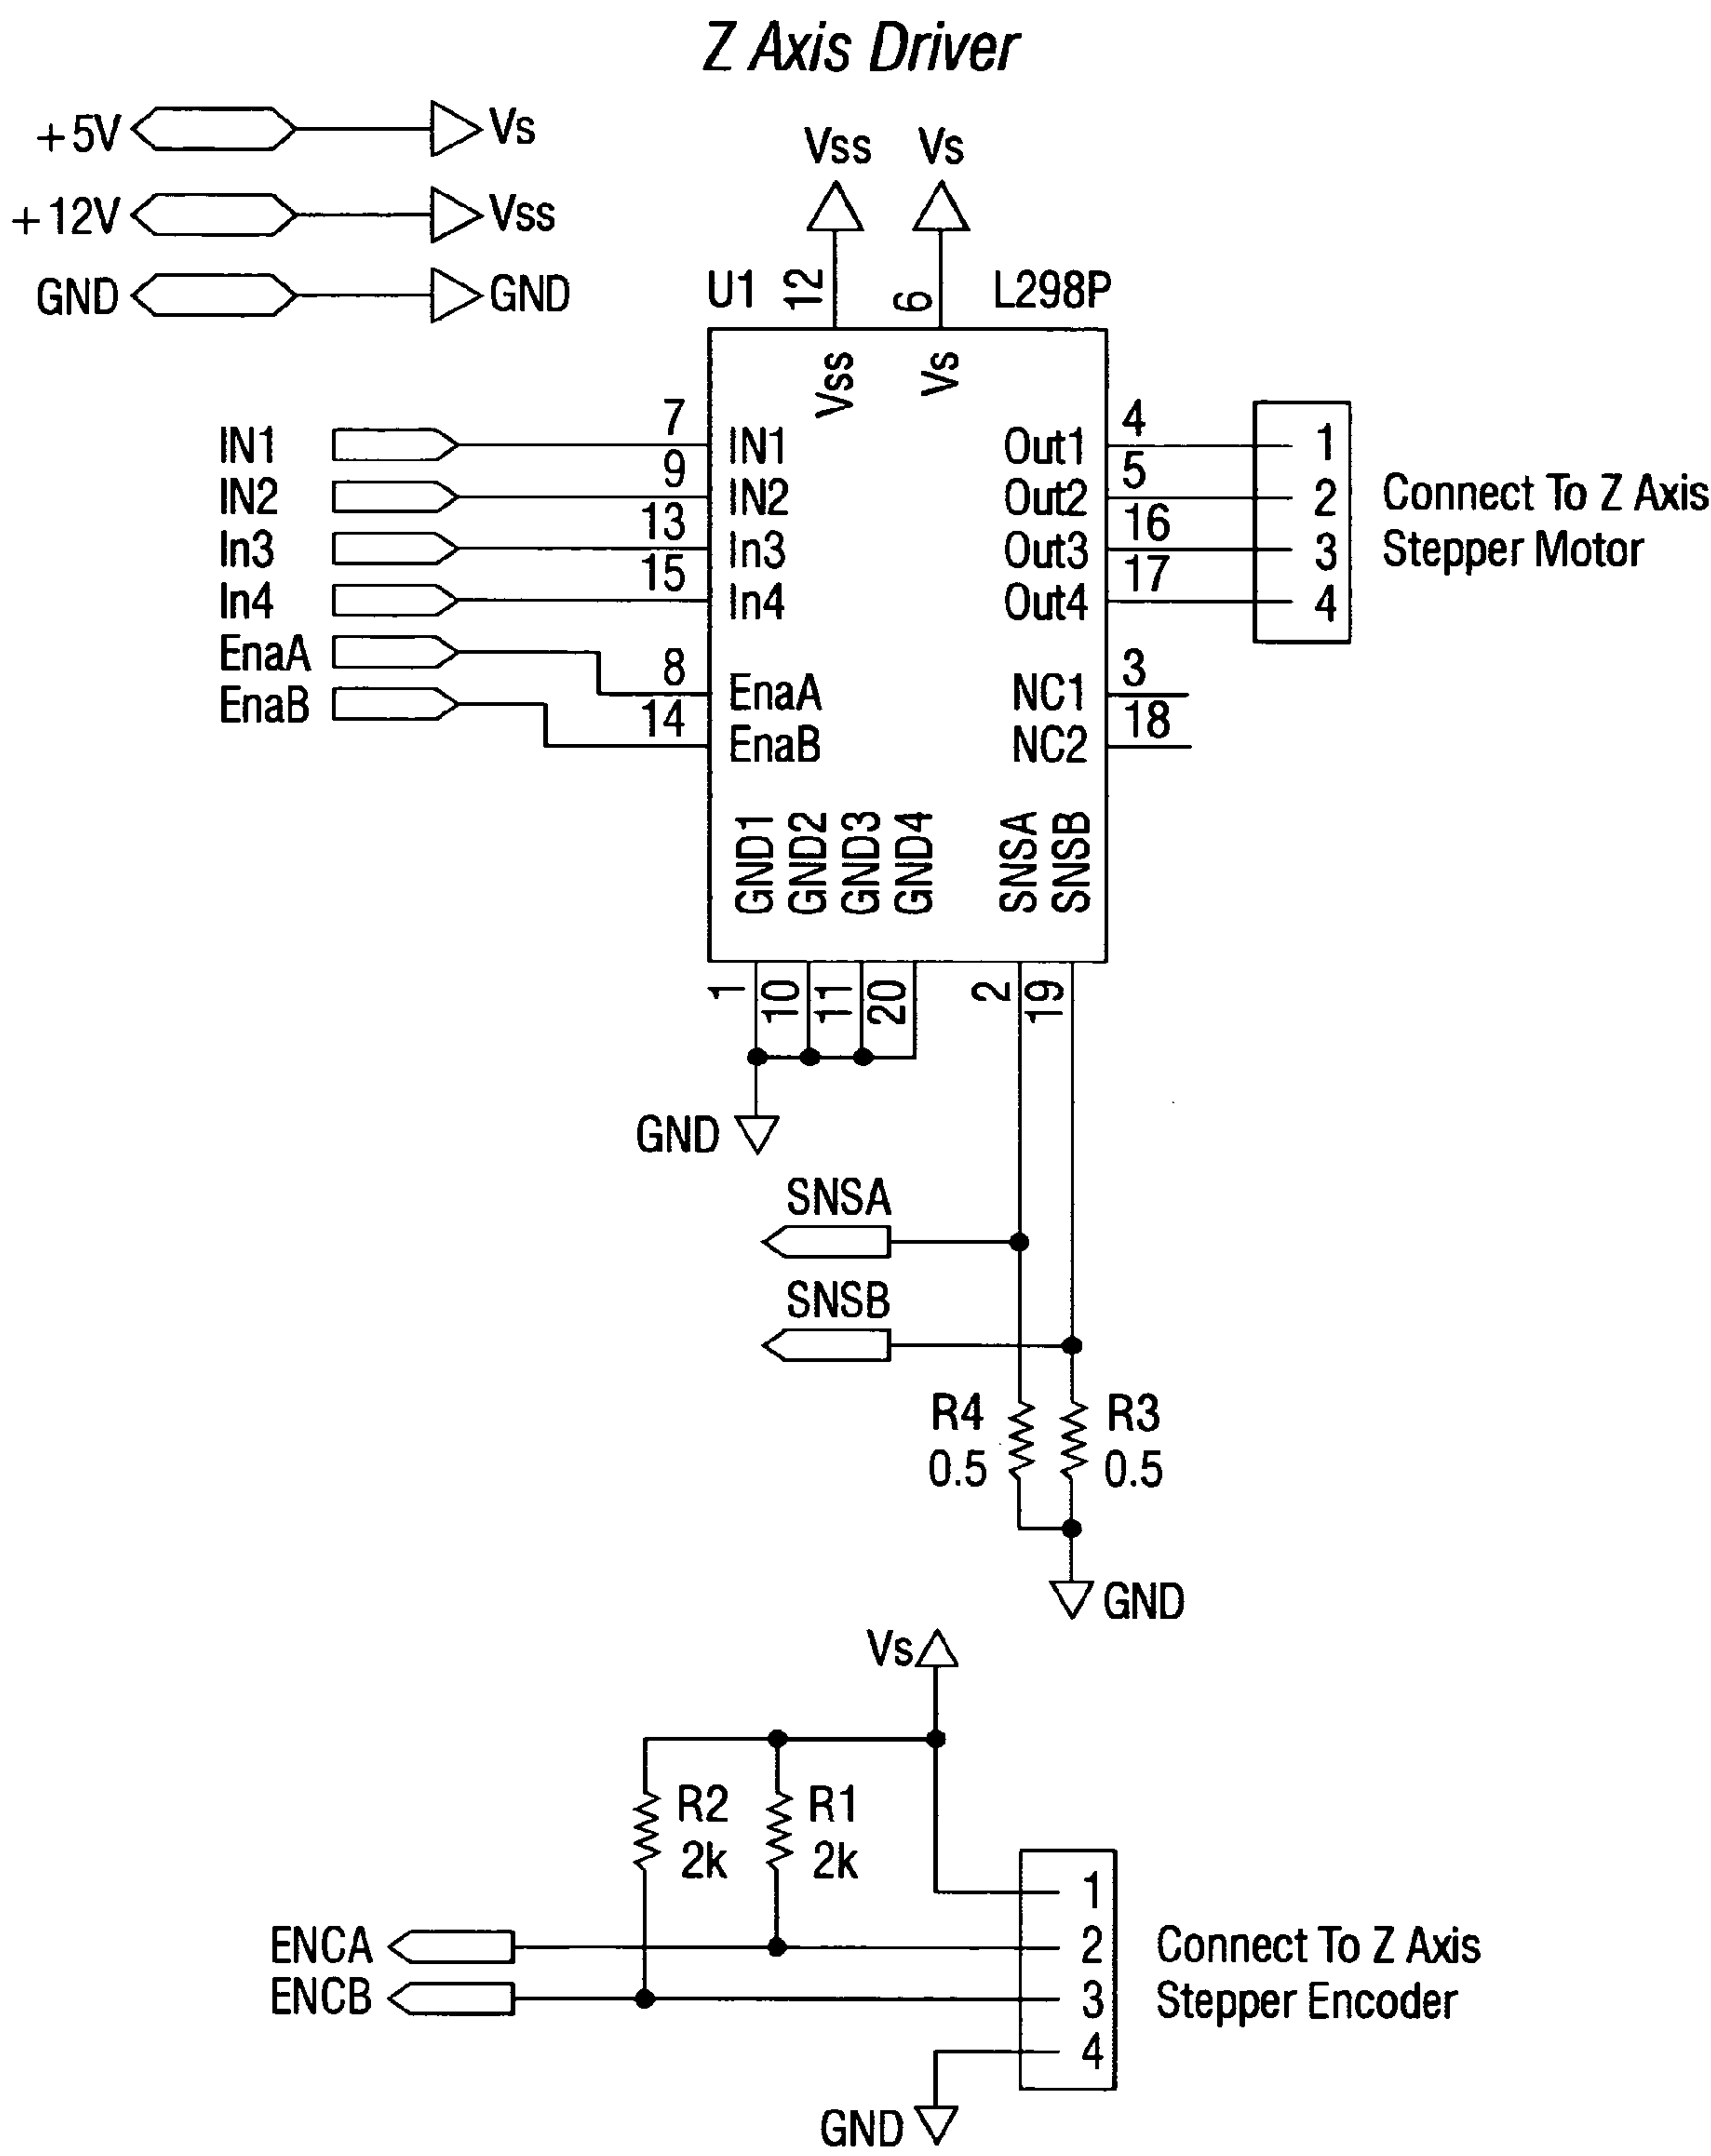 Z Axis Driver
+5V Vs
+12V Vss
GND GND
Vss Vs
U1 12 6 L298P
Vss Vs
IN1 7 IN1 Out1 4 1
IN2 9 IN2 Out2 5 2 Connect To Z Axis
In3 13 In3 Out3 16 3 Stepper Motor
In4 15 In4 Out4 17 4
EnaA 8 EnaA NC1 3
EnaB 14 EnaB NC2 18
GND1 GND2 GND3 GND4 SNSA SNSB
1 10 11 20 2 19
GND
SNSA
SNSB
R4 R3
0.5 0.5
GND
Vs
R2 R1
2k 2k
1
ENCA 2 Connect To Z Axis
ENCB 3 Stepper Encoder
4
GND